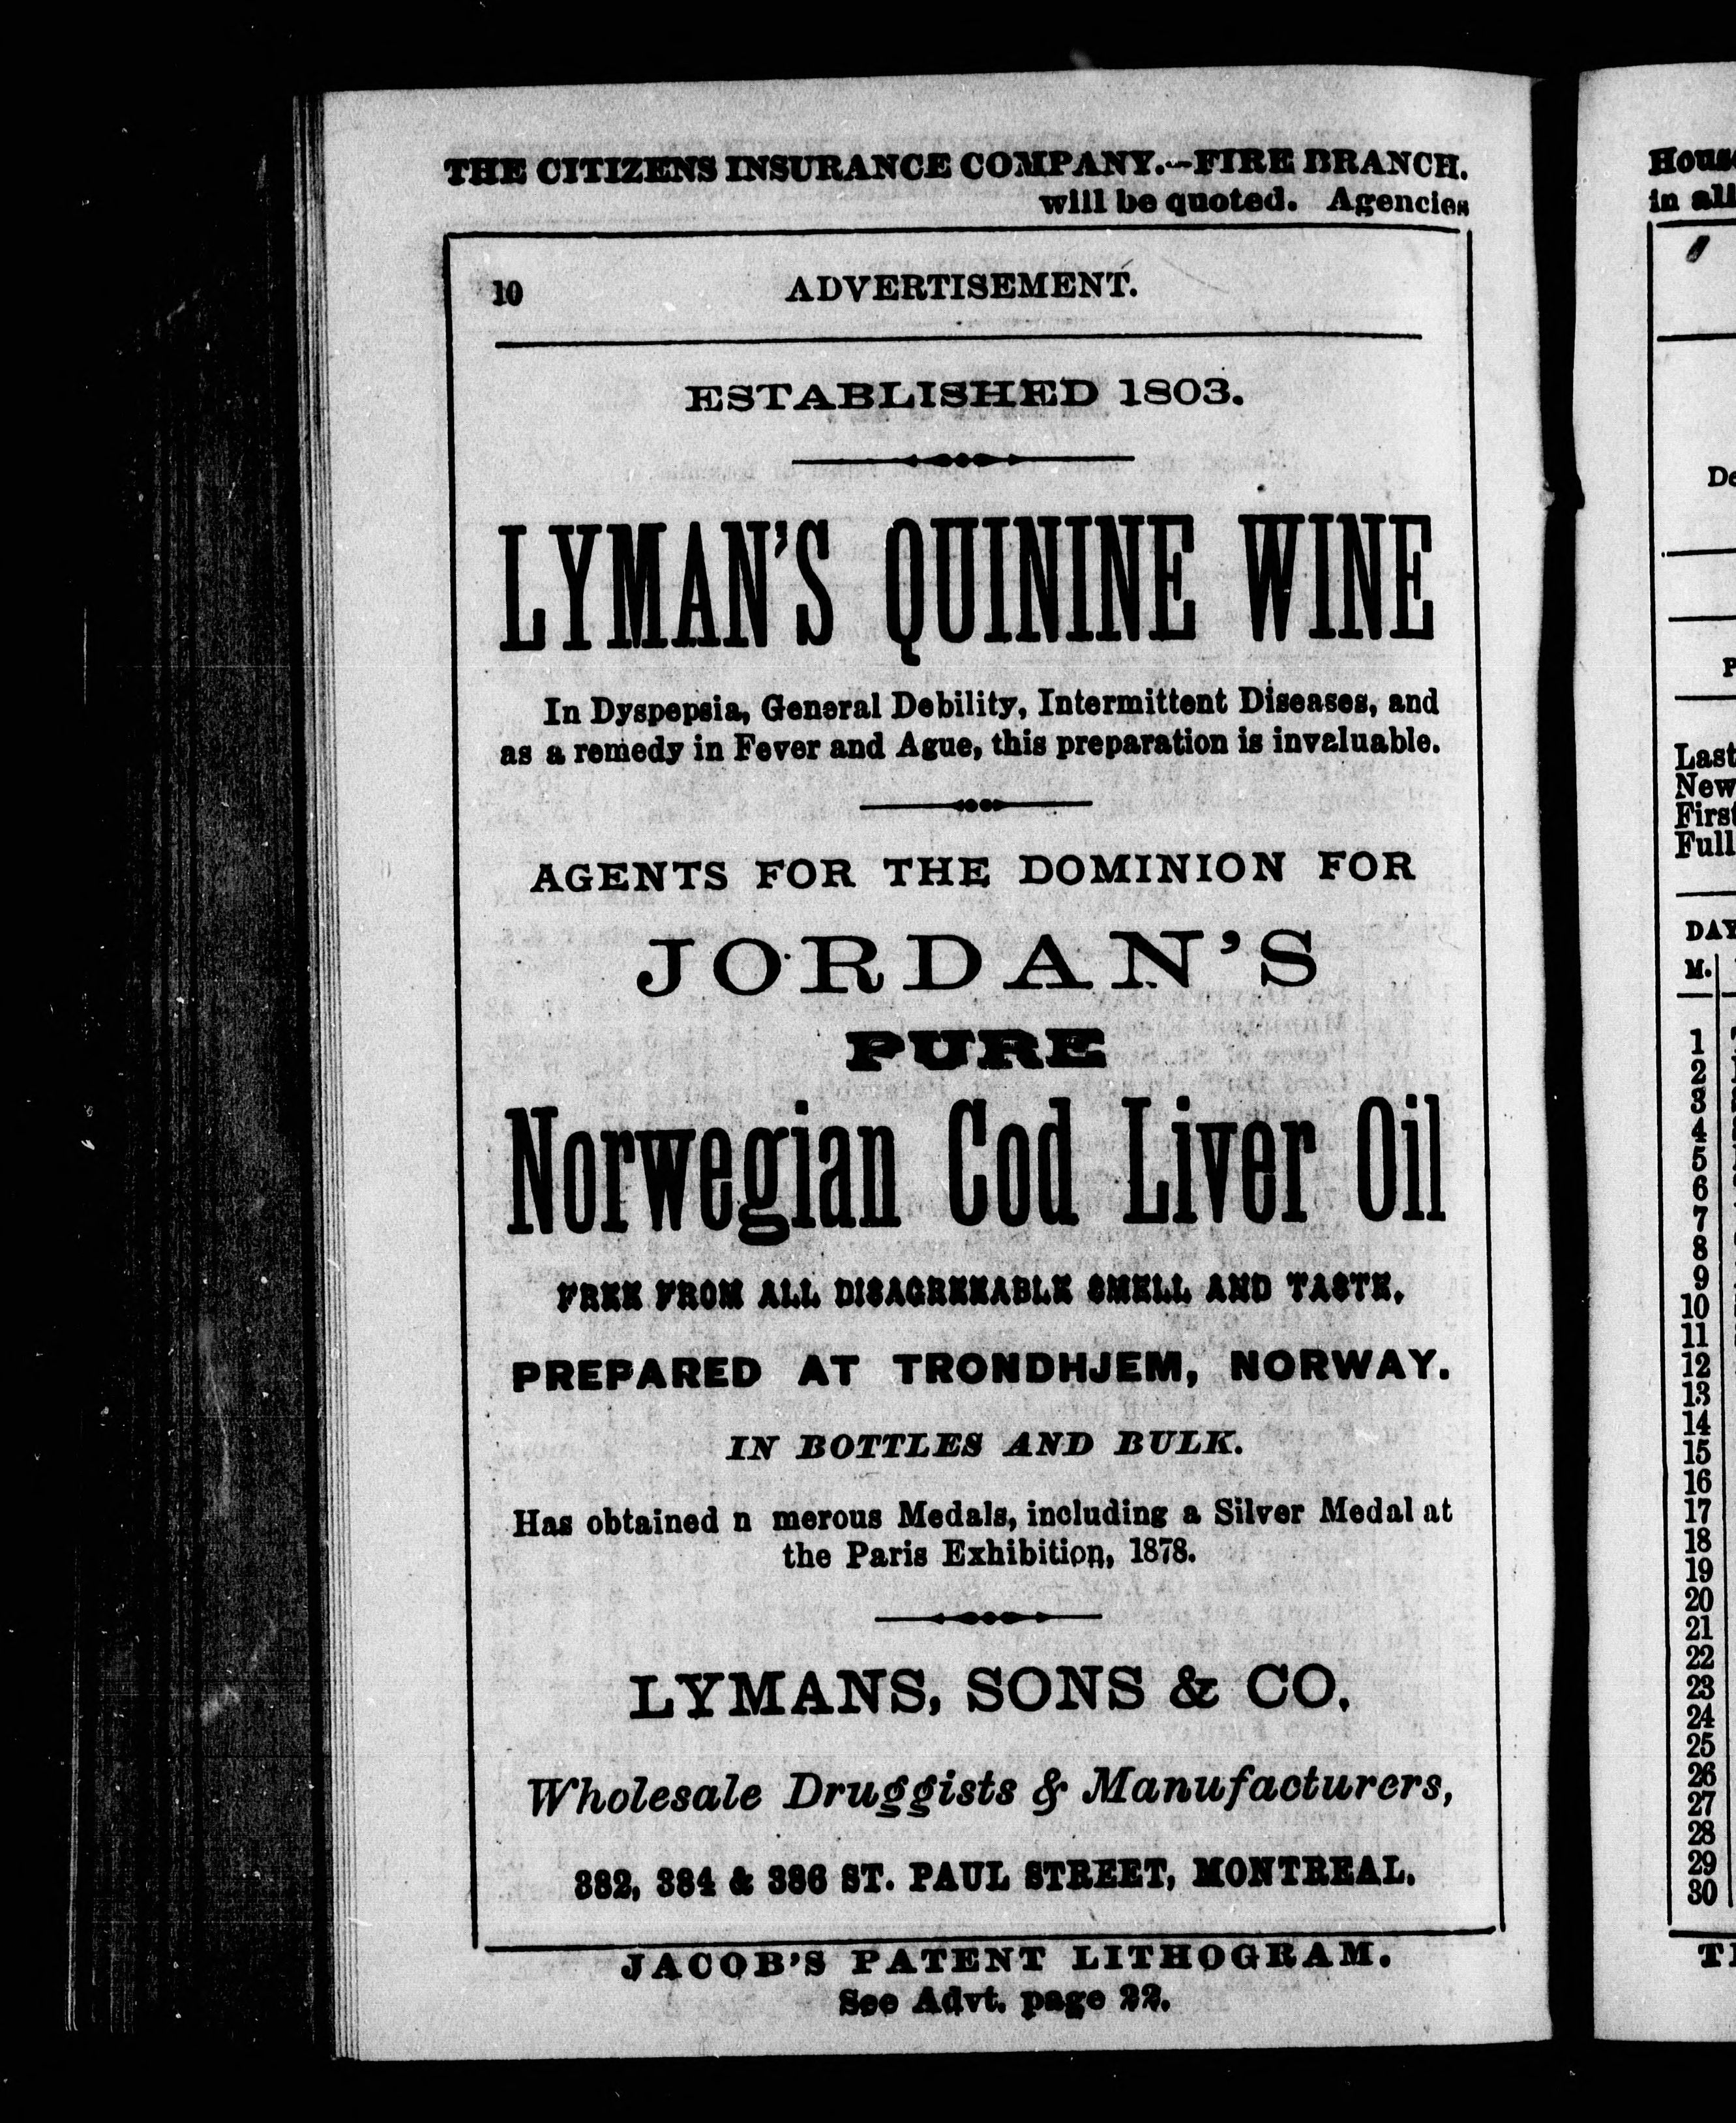 THE CITIZENS INSURANCE COMPANY.—FIRE BRANCH.
will be quoted. Agencies
10 ADVERTISEMENT.
ESTABLISHED 1803.
LYMAN'S QUININE WINE
In Dyspepsia, General Debility, Intermittent Diseases, and
as a remedy in Fever and Ague, this preparation is invaluable.
AGENTS FOR THE DOMINION FOR
JORDAN'S
PURE
Norwegian Cod Liver Oil
FREE FROM ALL DISAGREEABLE SMELL AND TASTE,
PREPARED AT TRONDHJEM, NORWAY.
IN BOTTLES AND BULK.
Has obtained n merous Medals, including a Silver Medal at
the Paris Exhibition, 1878.
LYMANS, SONS & CO,
Wholesale Druggists & Manufacturers,
382, 384 & 386 ST. PAUL STREET, MONTREAL.
JACOB'S PATENT LITHOGRAM.
See Advt. page 22.
in all
Last
New
First
Full
DAY
M.
1
2
3
4
5
6
7
8
9
10
11
12
13
14
15
16
17
18
19
20
21
22
23
24
25
26
27
28
29
30